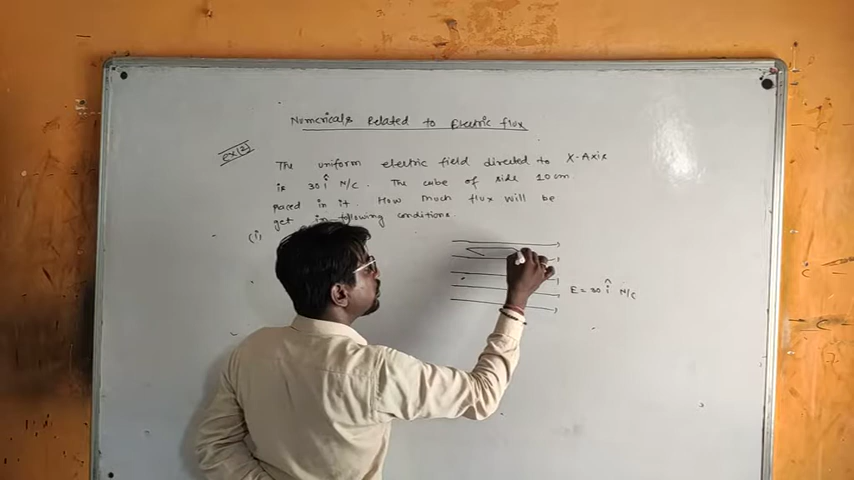 Numericals Related to Electric flux
Ex[2]
The uniform electric field directed to X-Axis
is 30 î N/C. The cube of side 10 cm
paced in it. How much flux will be
get in following conditions.
(i)
E = 30 î N/C